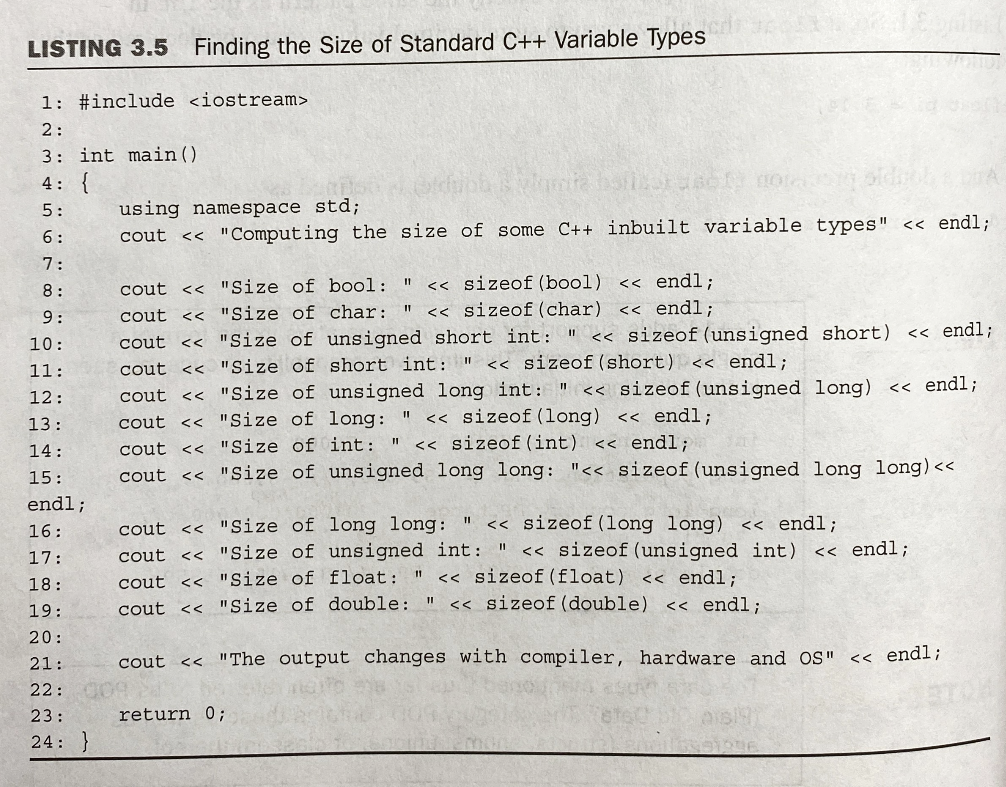 LISTING 3.5 Finding the Size of Standard C++ Variable Types
1: #include <iostream>
2:
3: int main()
4: {
5: using namespace std;
6: cout << "Computing the size of some C++ inbuilt variable types" << endl;
7:
8: cout << "Size of bool: " << sizeof(bool) << endl;
9: cout << "Size of char: " << sizeof(char) << endl;
10: cout << "Size of unsigned short int: " << sizeof(unsigned short) << endl;
11: cout << "Size of short int: " << sizeof(short) << endl;
12: cout << "Size of unsigned long int: " << sizeof(unsigned long) << endl;
13: cout << "Size of long: " << sizeof(long) << endl;
14: cout << "Size of int: " << sizeof(int) << endl;
15: cout << "Size of unsigned long long: "<< sizeof(unsigned long long)<<
endl;
16: cout << "Size of long long: " << sizeof(long long) << endl;
17: cout << "Size of unsigned int: " << sizeof(unsigned int) << endl;
18: cout << "Size of float: " << sizeof(float) << endl;
19: cout << "Size of double: " << sizeof(double) << endl;
20:
21: cout << "The output changes with compiler, hardware and OS" << endl;
22:
23: return 0;
24: }